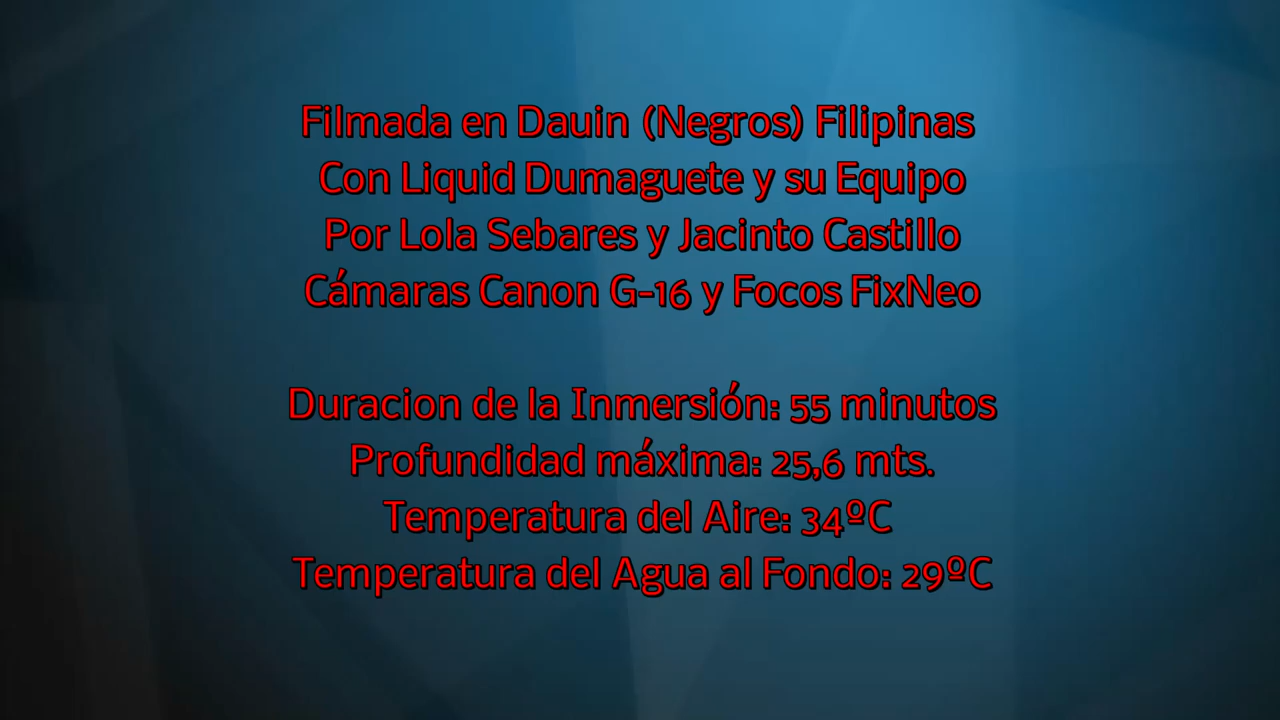 Filmada en Dauin (Negros) Filipinas
Con Liquid Dumaguete y su Equipo
Por Lola Sebares y Jacinto Castillo
Cámaras Canon G-16 y Focos FixNeo
Duracion de la Inmersión: 55 minutos
Profundidad máxima: 25,6 mts.
Temperatura del Aire: 34ºC
Temperatura del Agua al Fondo: 29ºC